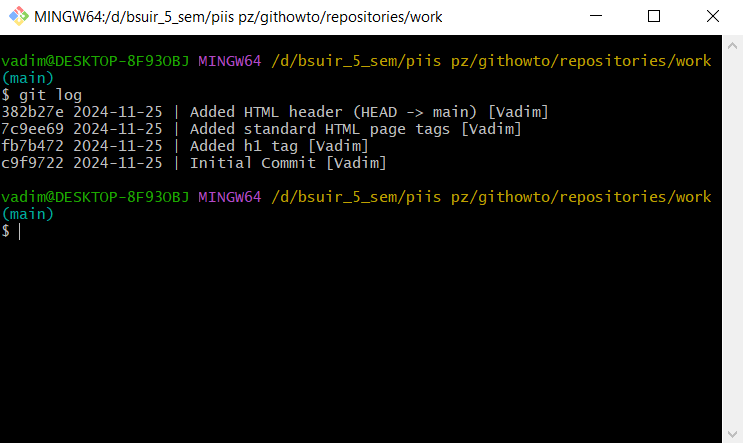 MINGW64:/d/bsuir_5_sem/piis pz/githowto/repositories/work
vadim@DESKTOP-8F93OBJ MINGW64 /d/bsuir_5_sem/piis pz/githowto/repositories/work
(main)
$ git log
382b27e 2024-11-25 | Added HTML header (HEAD -> main) [Vadim]
7c9ee69 2024-11-25 | Added standard HTML page tags [Vadim]
fb7b472 2024-11-25 | Added h1 tag [Vadim]
c9f9722 2024-11-25 | Initial Commit [Vadim]
vadim@DESKTOP-8F93OBJ MINGW64 /d/bsuir_5_sem/piis pz/githowto/repositories/work
(main)
$